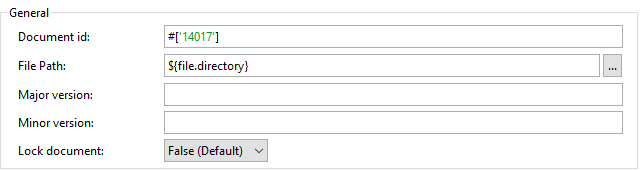 General
Document id: #['14017']
File Path: ${file.directory} ...
Major version:
Minor version:
Lock document: False (Default)